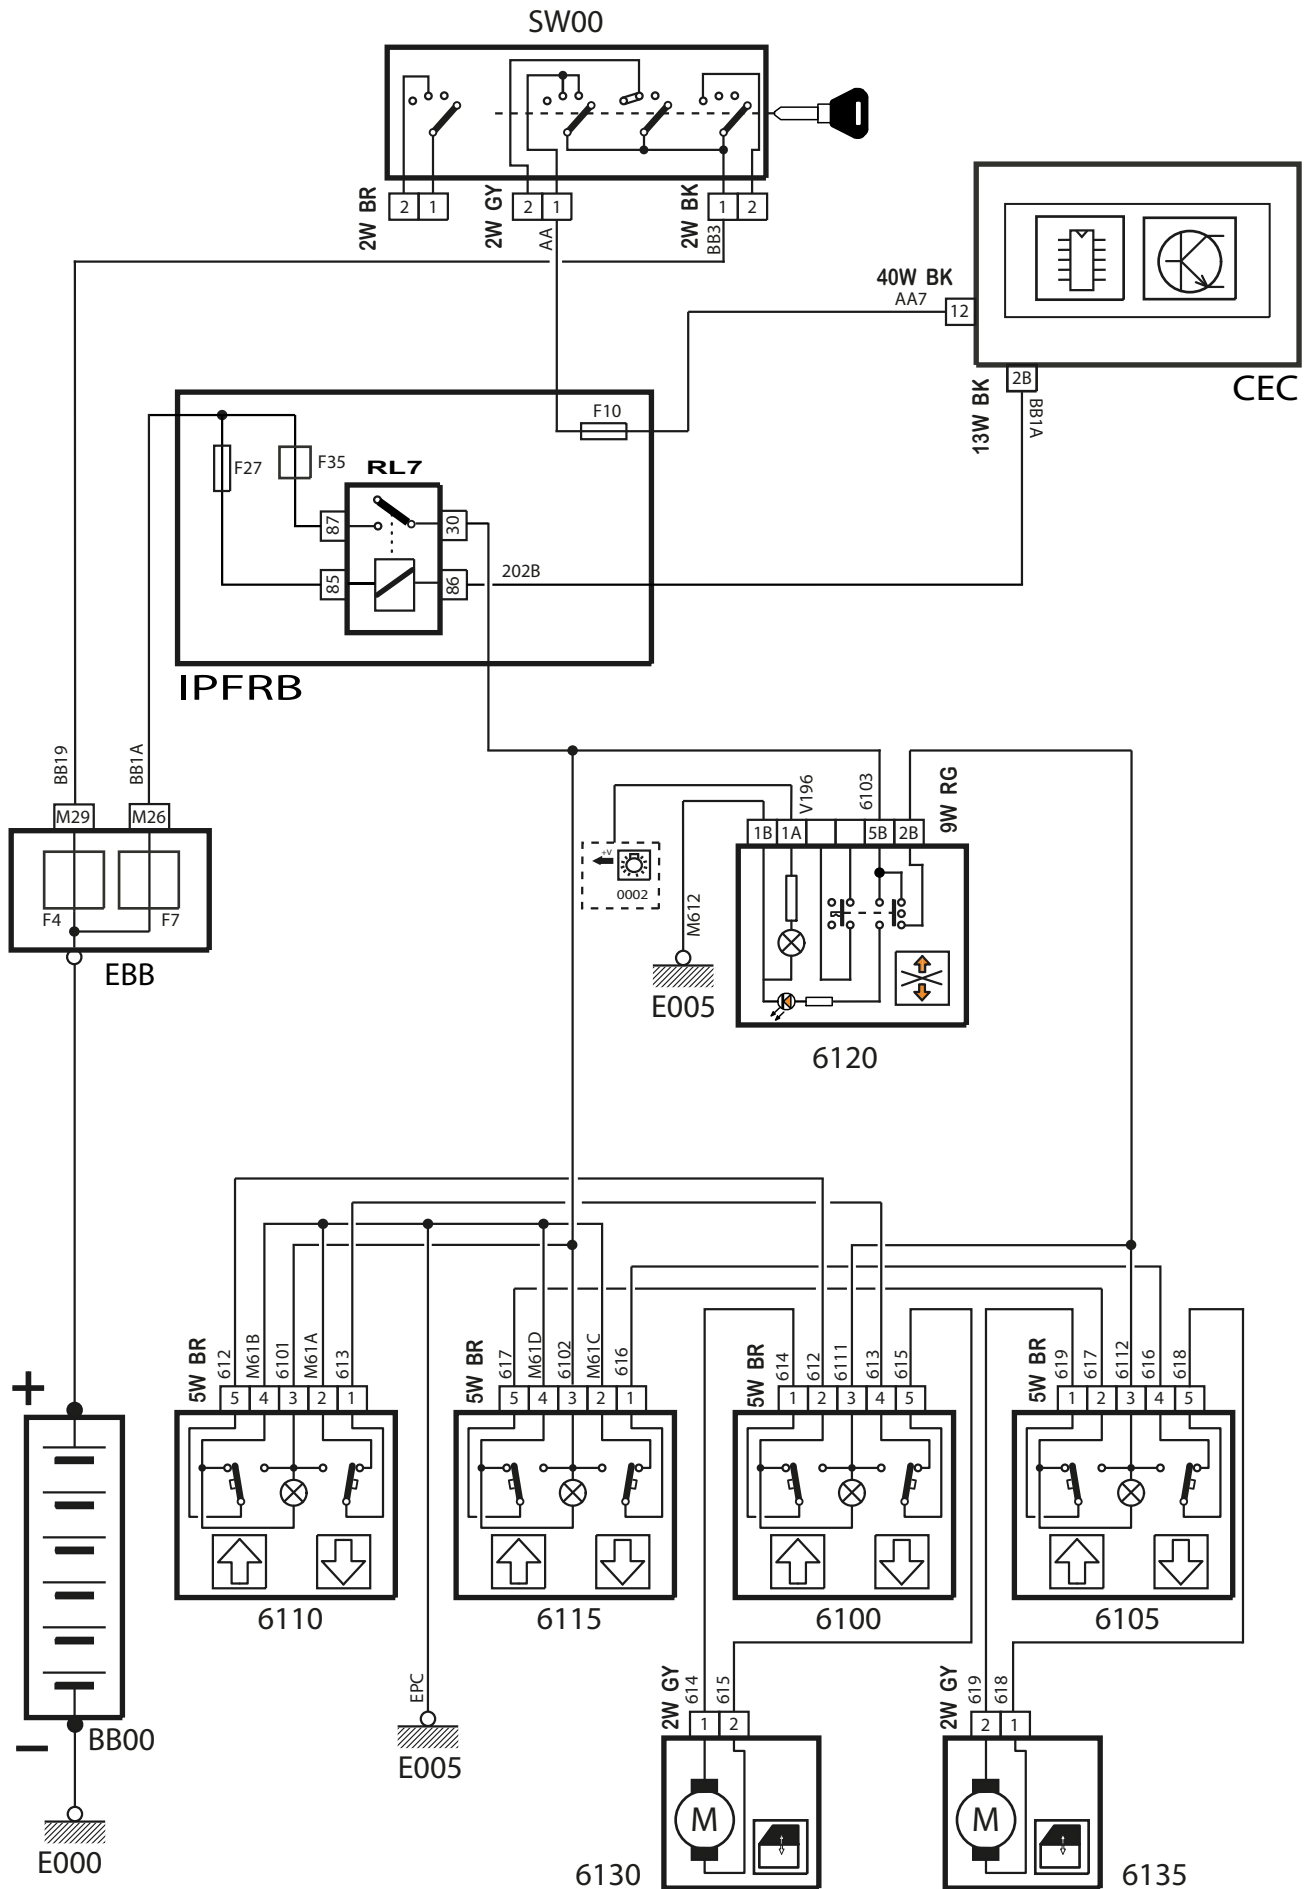 SW00
2W BR
2
1
2W GY
2
1
AA
2W BK
1
2
BB3
40W BK
AA7
12
2B
13W BK
BB1A
CEC
F10
F27
F35
RL7
87
30
85
86
202B
IPFRB
BB19
BB1A
M29
M26
F4
F7
EBB
V196
6103
9W RG
1B
1A
5B
2B
+V
0002
M612
E005
6120
5W BR
612
M61B
6101
M61A
613
5
4
3
2
1
5W BR
617
M61D
6102
M61C
616
5
4
3
2
1
5W BR
614
612
6111
613
615
1
2
3
4
5
5W BR
619
617
6112
616
618
1
2
3
4
5
6110
6115
6100
6105
+
−
BB00
E000
EPC
E005
2W GY
614
615
1
2
M
6130
2W GY
619
618
2
1
M
6135